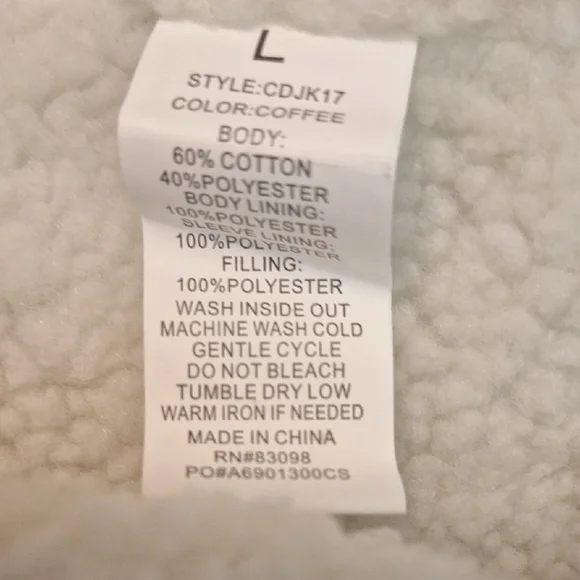 L
STYLE:CDJK17
COLOR:COFFEE
BODY:
60% COTTON
40%POLYESTER
BODY LINING:
100%POLYESTER
SLEEVE LINING:
100%POLYESTER
FILLING:
100%POLYESTER
WASH INSIDE OUT
MACHINE WASH COLD
GENTLE CYCLE
DO NOT BLEACH
TUMBLE DRY LOW
WARM IRON IF NEEDED
MADE IN CHINA
RN#83098
PO#A6901300CS